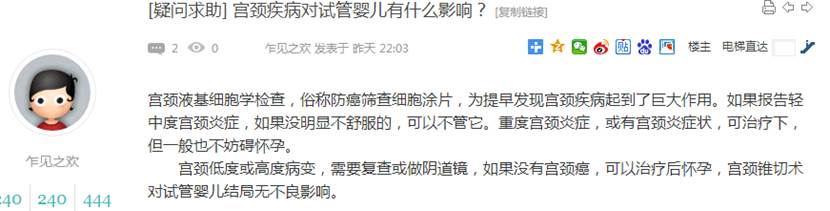 [疑问求助] 宫颈疾病对试管婴儿有什么影响？ [复制链接]
2 0 乍见之欢 发表于 昨天 22:03 贴 楼主 电梯直达
宫颈液基细胞学检查，俗称防癌筛查细胞涂片，为提早发现宫颈疾病起到了巨大作用。如果报告轻
中度宫颈炎症，如果没明显不舒服的，可以不管它。重度宫颈炎症，或有宫颈炎症状，可治疗下，
但一般也不妨碍怀孕。
宫颈低度或高度病变，需要复查或做阴道镜，如果没有宫颈癌，可以治疗后怀孕，宫颈锥切术
对试管婴儿结局无不良影响。
乍见之欢
240 240 444